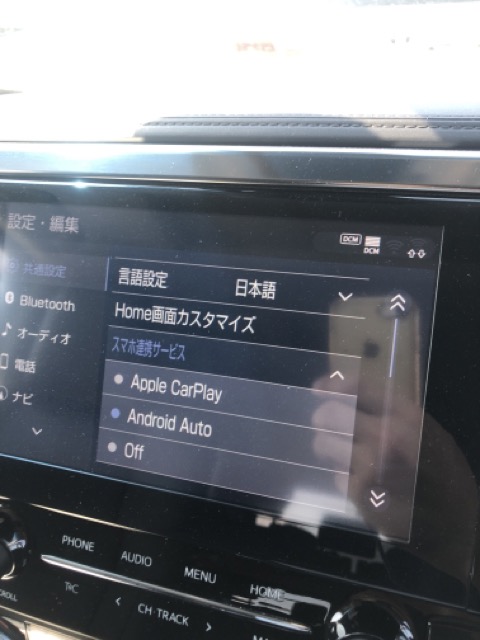 設定・編集
DCM
DCM
共通設定
Bluetooth
オーディオ
電話
ナビ
言語設定 日本語
Home画面カスタマイズ
スマホ連携サービス
Apple CarPlay
Android Auto
Off
PHONE AUDIO MENU HOME
CH·TRACK